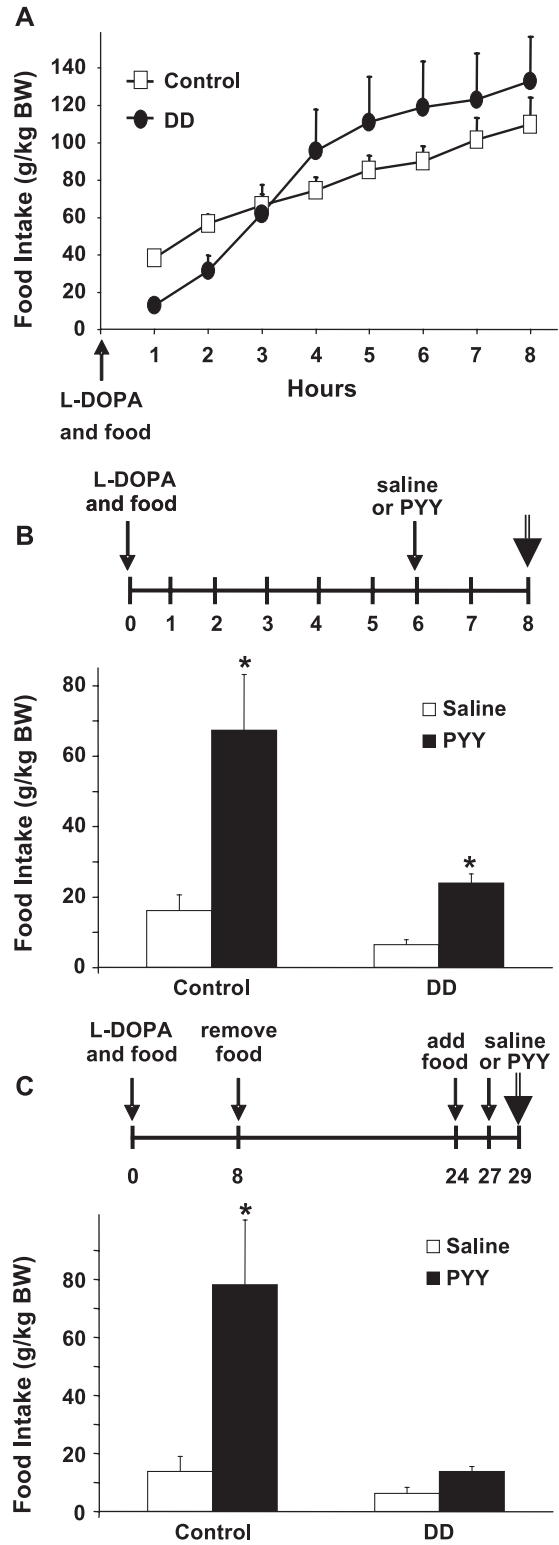 A
Food Intake (g/kg BW)
140
120
100
80
60
40
20
0
Control
DD
1 2 3 4 5 6 7 8
Hours
L-DOPA
and food
B
L-DOPA
and food
saline
or PYY
0 1 2 3 4 5 6 7 8
Food Intake (g/kg BW)
80
60
40
20
0
*
*
Saline
PYY
Control DD
C
L-DOPA
and food
remove
food
add
food
saline
or PYY
0 8 24 27 29
Food Intake (g/kg BW)
80
60
40
20
0
*
Saline
PYY
Control DD